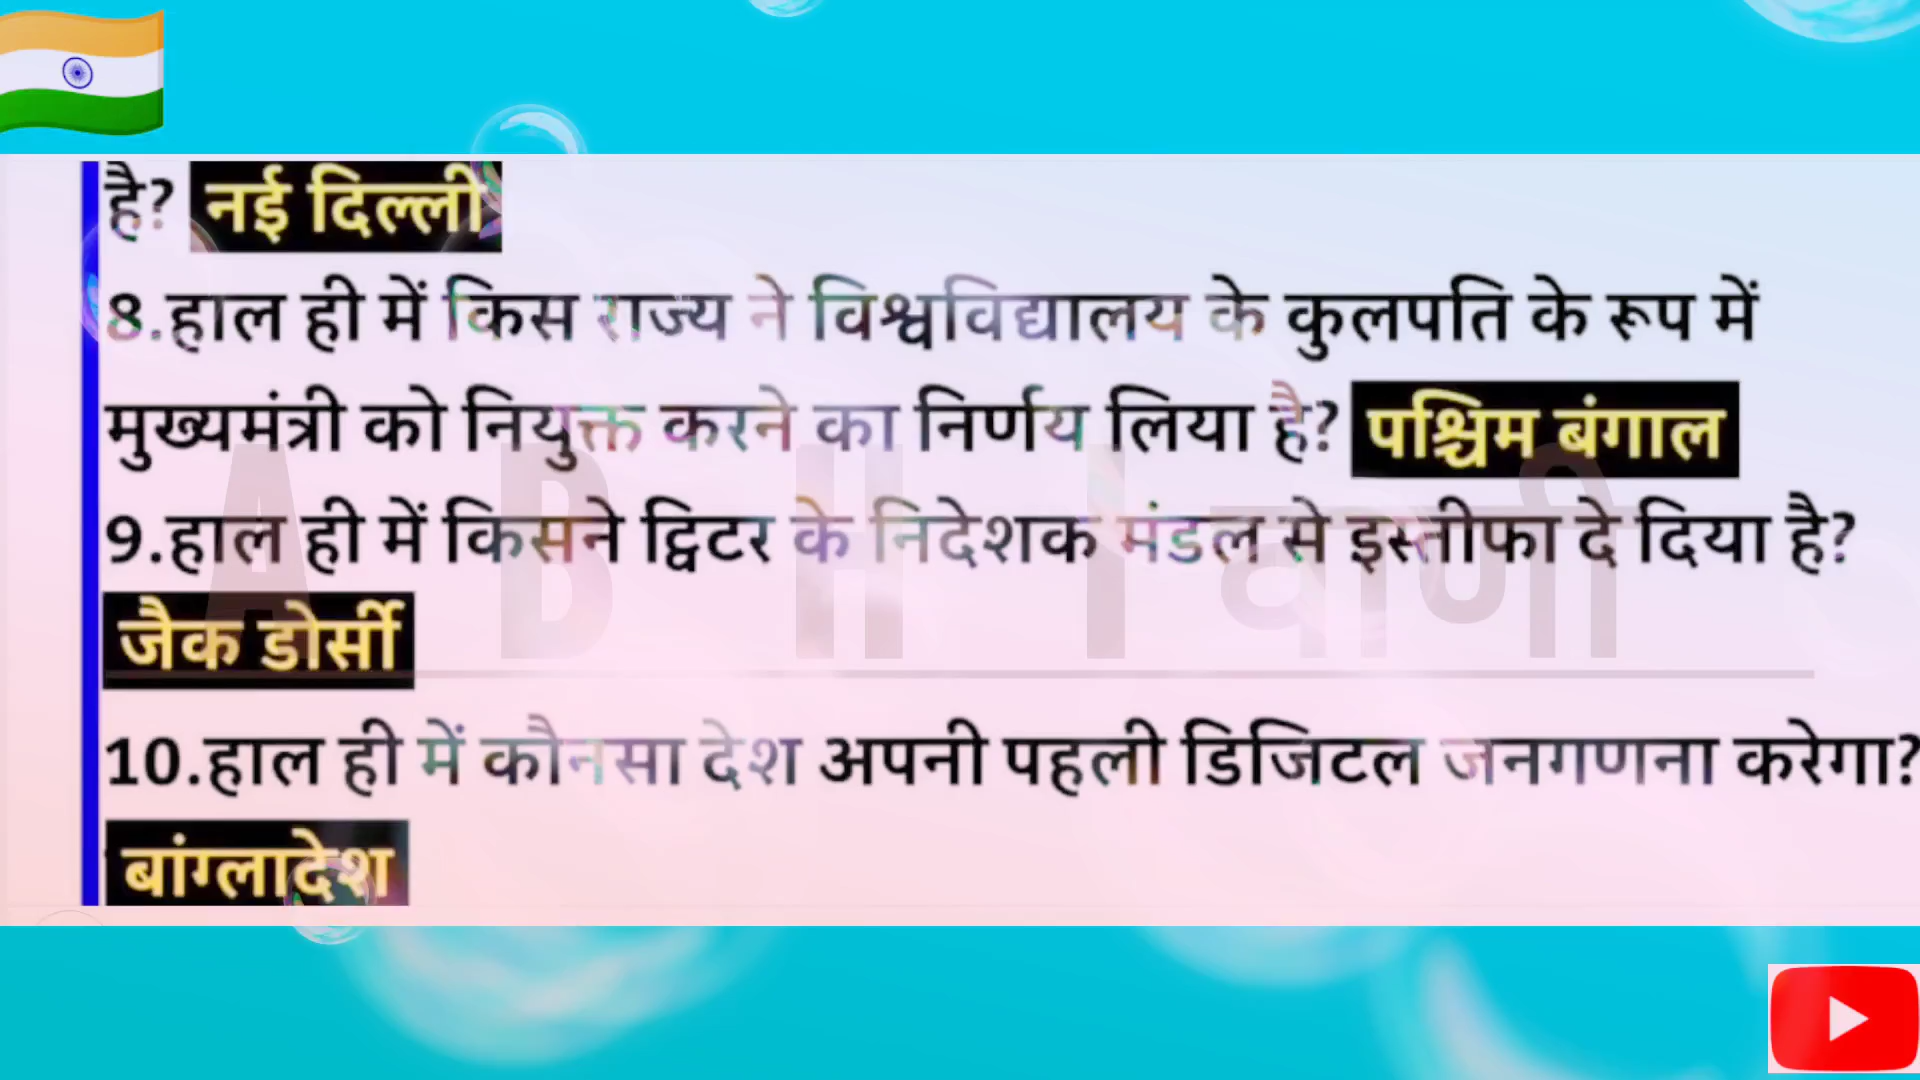 है? नई दिल्ली
8.हाल ही में किस राज्य ने विश्वविद्यालय के कुलपति के रूप में
मुख्यमंत्री को नियुक्त करने का निर्णय लिया है? पश्चिम बंगाल
9.हाल ही में किसने ट्विटर के निदेशक मंडल से इस्तीफा दे दिया है?
जैक डोर्सी
ABHIवाणी
10.हाल ही में कौनसा देश अपनी पहली डिजिटल जनगणना करेगा?
बांग्लादेश